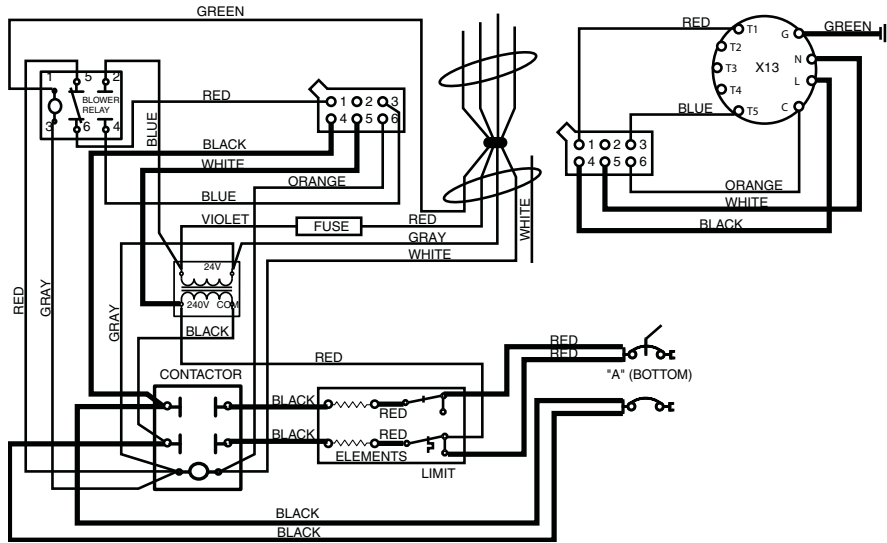 GREEN
RED
T1
G
GREEN
T2
N
T3
X13
L
T4
BLUE
T5
C
1
5
2
BLOWER
RELAY
3
6
4
RED
1
2
3
4
5
6
BLUE
BLACK
WHITE
ORANGE
BLUE
1
2
3
4
5
6
ORANGE
WHITE
BLACK
VIOLET
FUSE
RED
GRAY
WHITE
WHITE
24V
240V
COM
RED
GRAY
GRAY
BLACK
RED
RED
RED
"A" (BOTTOM)
CONTACTOR
BLACK
RED
BLACK
RED
ELEMENTS
LIMIT
BLACK
BLACK